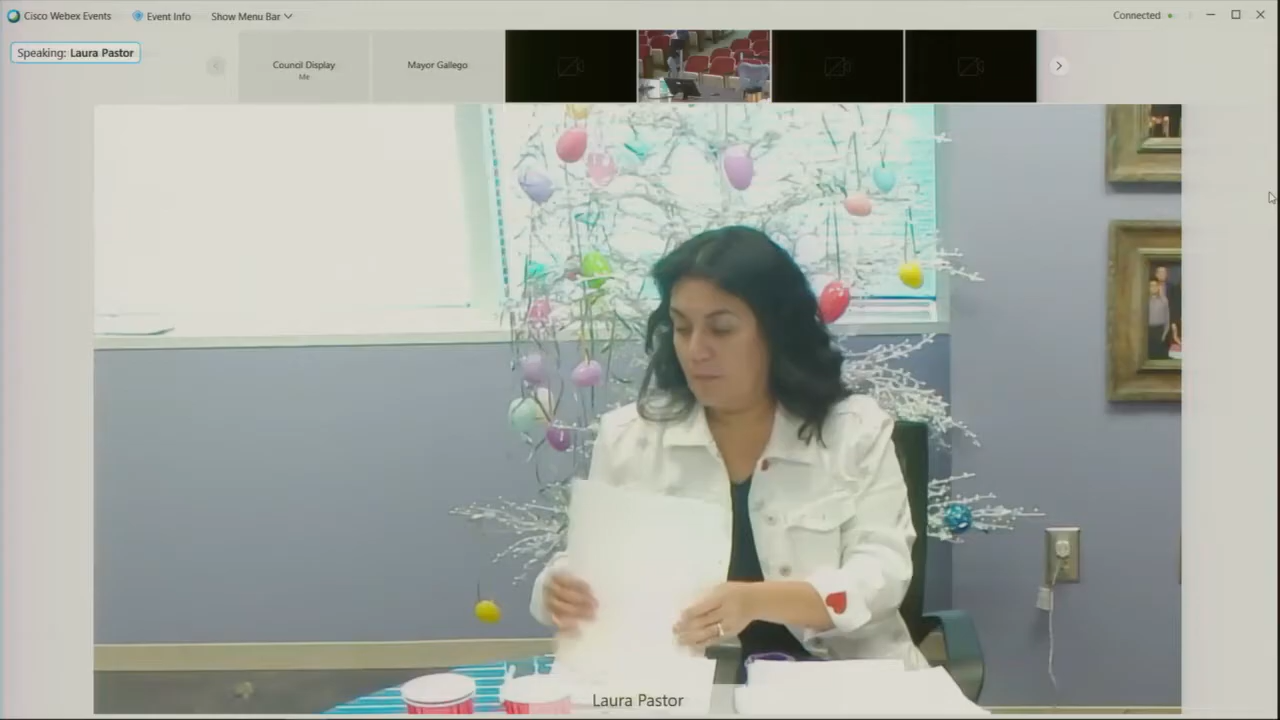 Cisco Webex Events
Event Info
Show Menu Bar
Connected
Speaking: Laura Pastor
Council Display
Me
Mayor Gallego
Laura Pastor